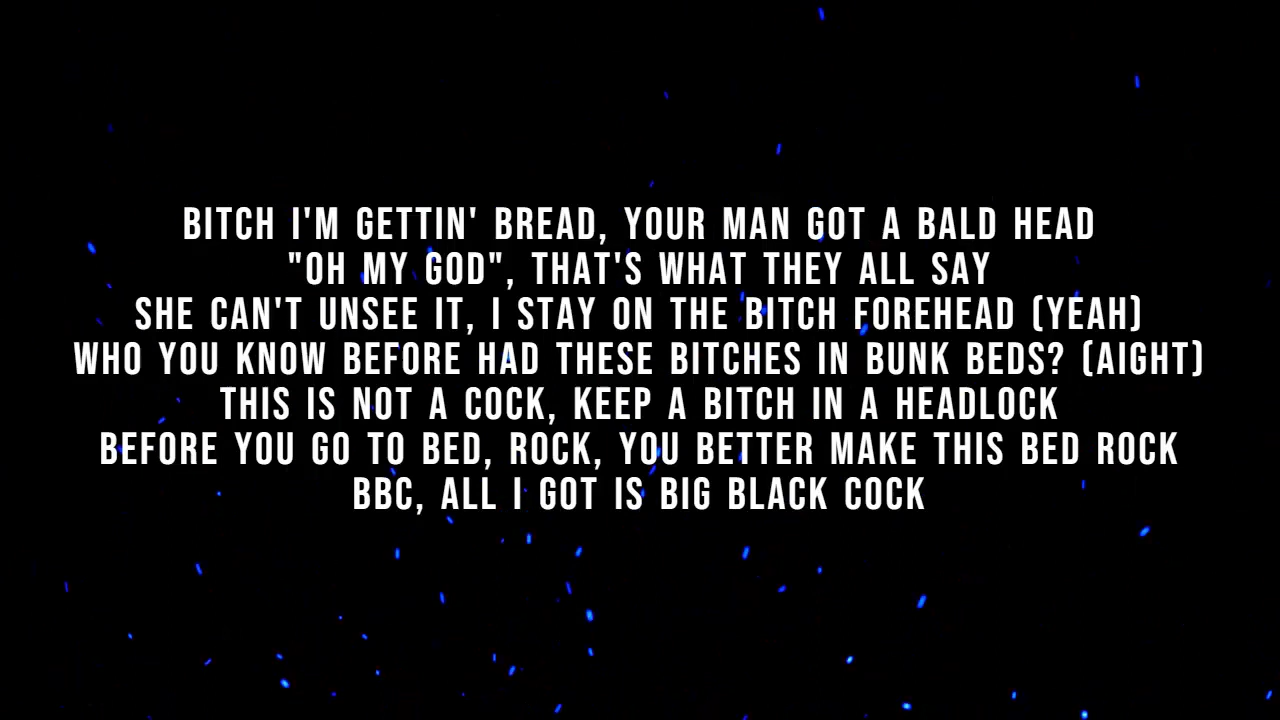 BITCH I'M GETTIN' BREAD, YOUR MAN GOT A BALD HEAD
"OH MY GOD", THAT'S WHAT THEY ALL SAY
SHE CAN'T UNSEE IT, I STAY ON THE BITCH FOREHEAD (YEAH)
WHO YOU KNOW BEFORE HAD THESE BITCHES IN BUNK BEDS? (AIGHT)
THIS IS NOT A COCK, KEEP A BITCH IN A HEADLOCK
BEFORE YOU GO TO BED, ROCK, YOU BETTER MAKE THIS BED ROCK
BBC, ALL I GOT IS BIG BLACK COCK